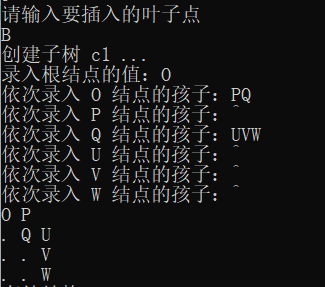 请输入要插入的叶子点
B
创建子树 c1 ...
录入根结点的值：O
依次录入 O 结点的孩子：PQ
依次录入 P 结点的孩子：^
依次录入 Q 结点的孩子：UVW
依次录入 U 结点的孩子：^
依次录入 V 结点的孩子：^
依次录入 W 结点的孩子：^
O P
. Q U
. . V
. . W